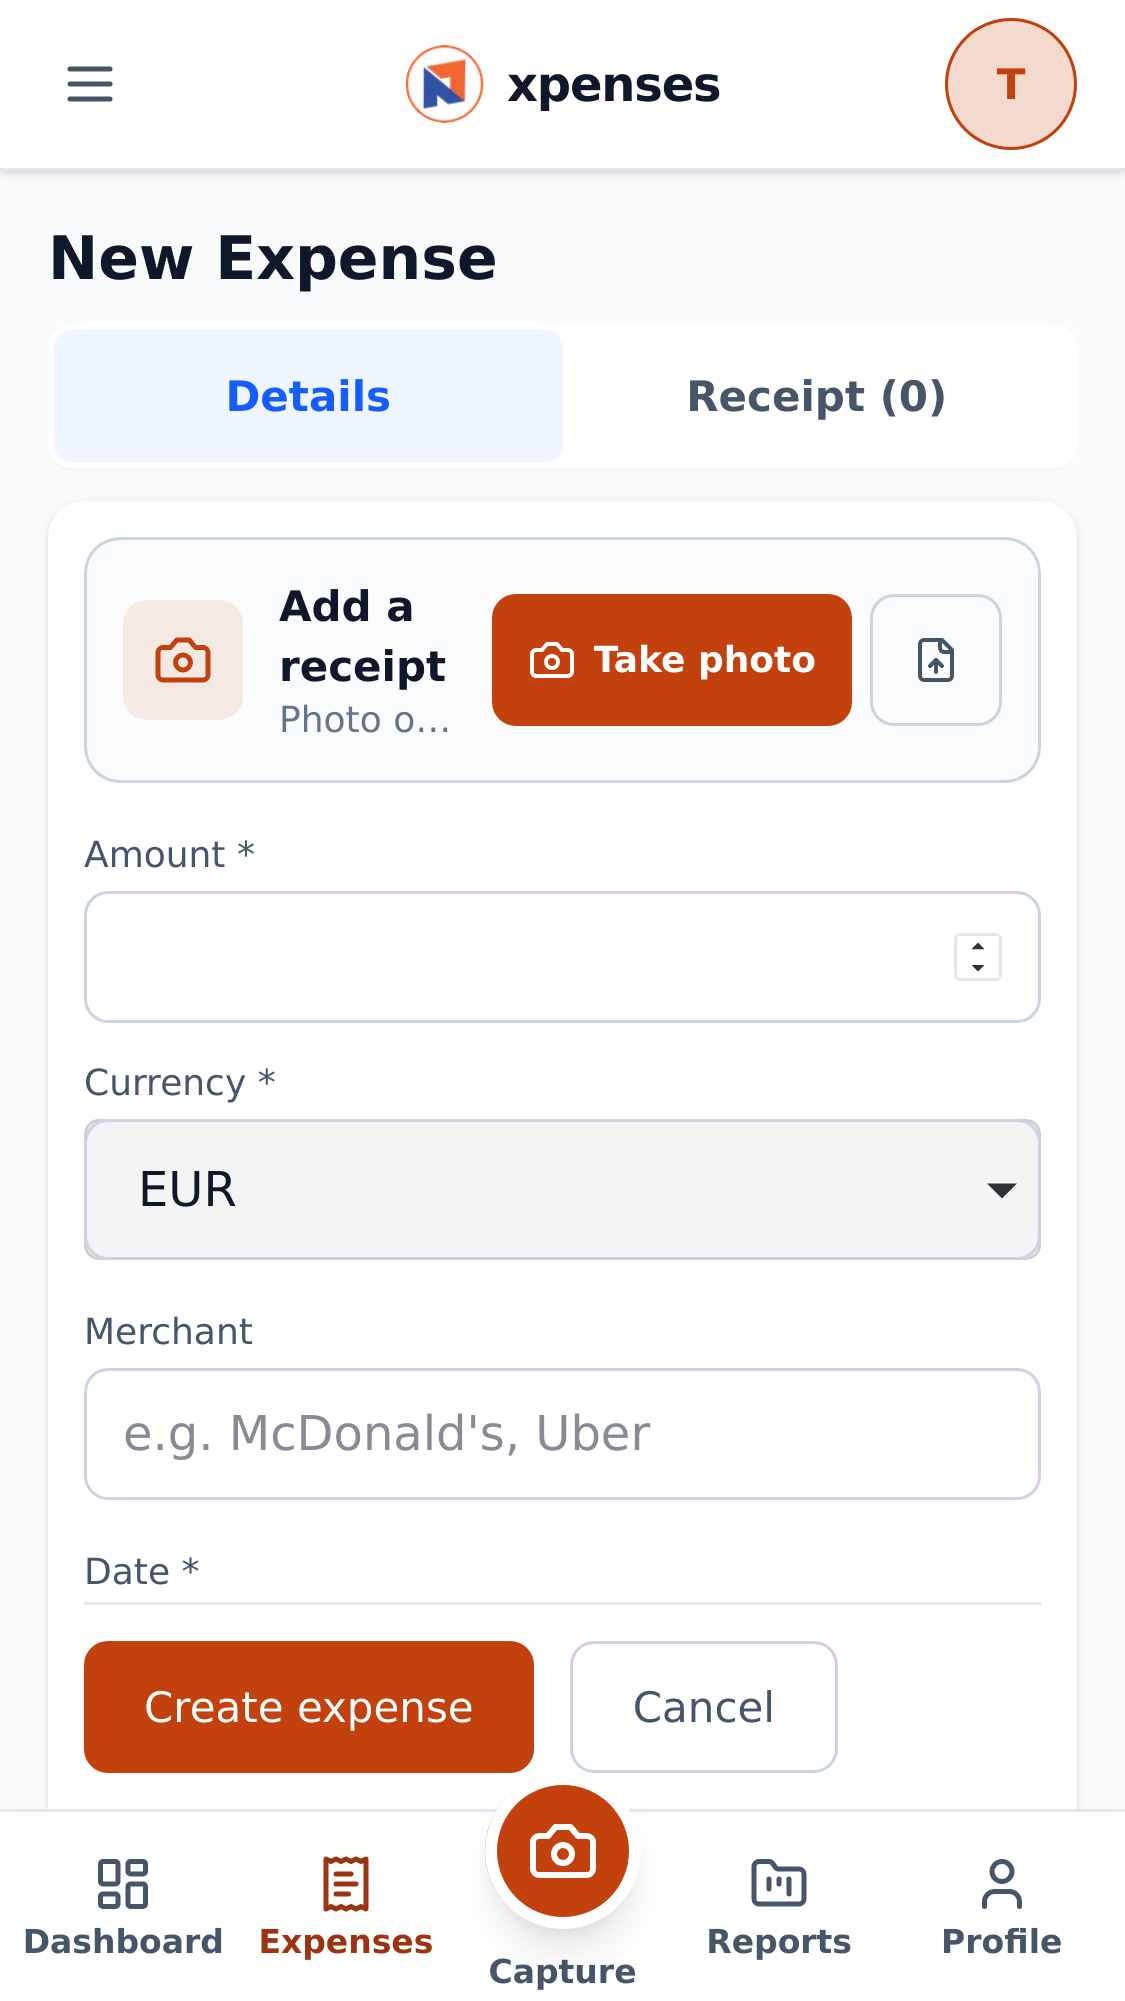 xpenses
T
New Expense
Details
Receipt (0)
Add a
receipt
Photo o...
Take photo
Amount *
Currency *
EUR
Merchant
e.g. McDonald's, Uber
Date *
Create expense
Cancel
Dashboard
Expenses
Capture
Reports
Profile